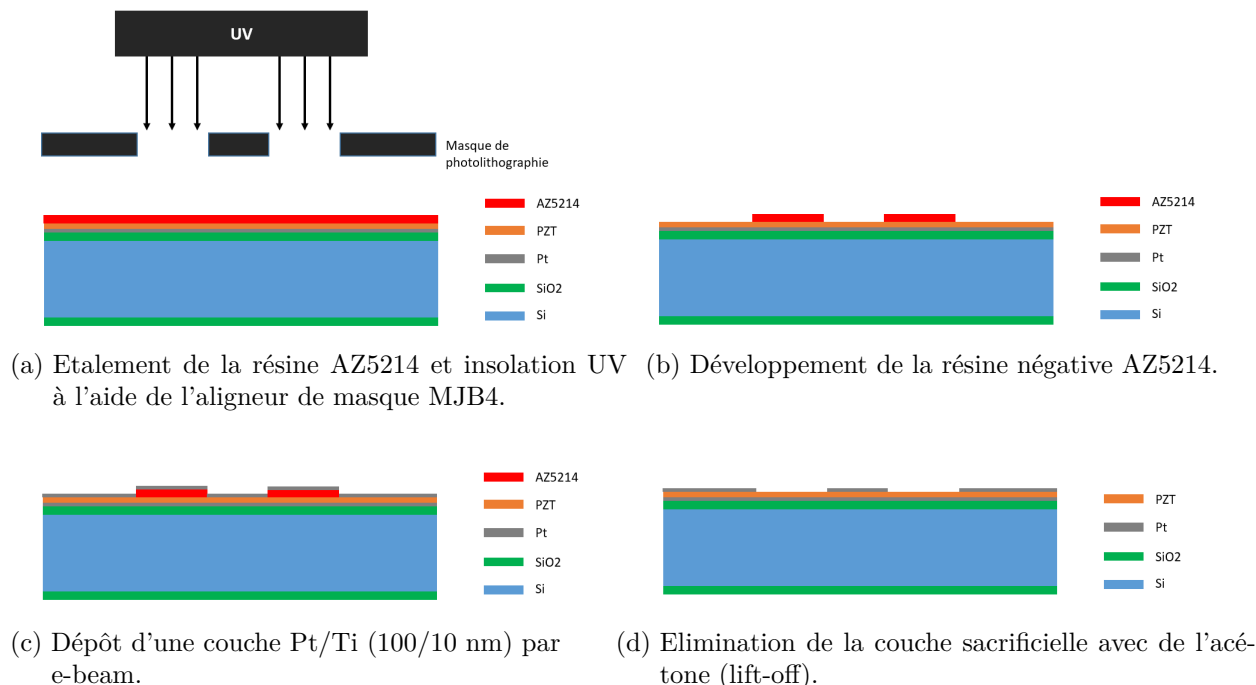 UV
Masque de
photolithographie
AZ5214
PZT
Pt
SiO2
Si
(a) Etalement de la résine AZ5214 et insolation UV
à l'aide de l'aligneur de masque MJB4.
AZ5214
PZT
Pt
SiO2
Si
(b) Développement de la résine négative AZ5214.
AZ5214
PZT
Pt
SiO2
Si
(c) Dépôt d'une couche Pt/Ti (100/10 nm) par
e-beam.
PZT
Pt
SiO2
Si
(d) Elimination de la couche sacrificielle avec de l'acé-
tone (lift-off).